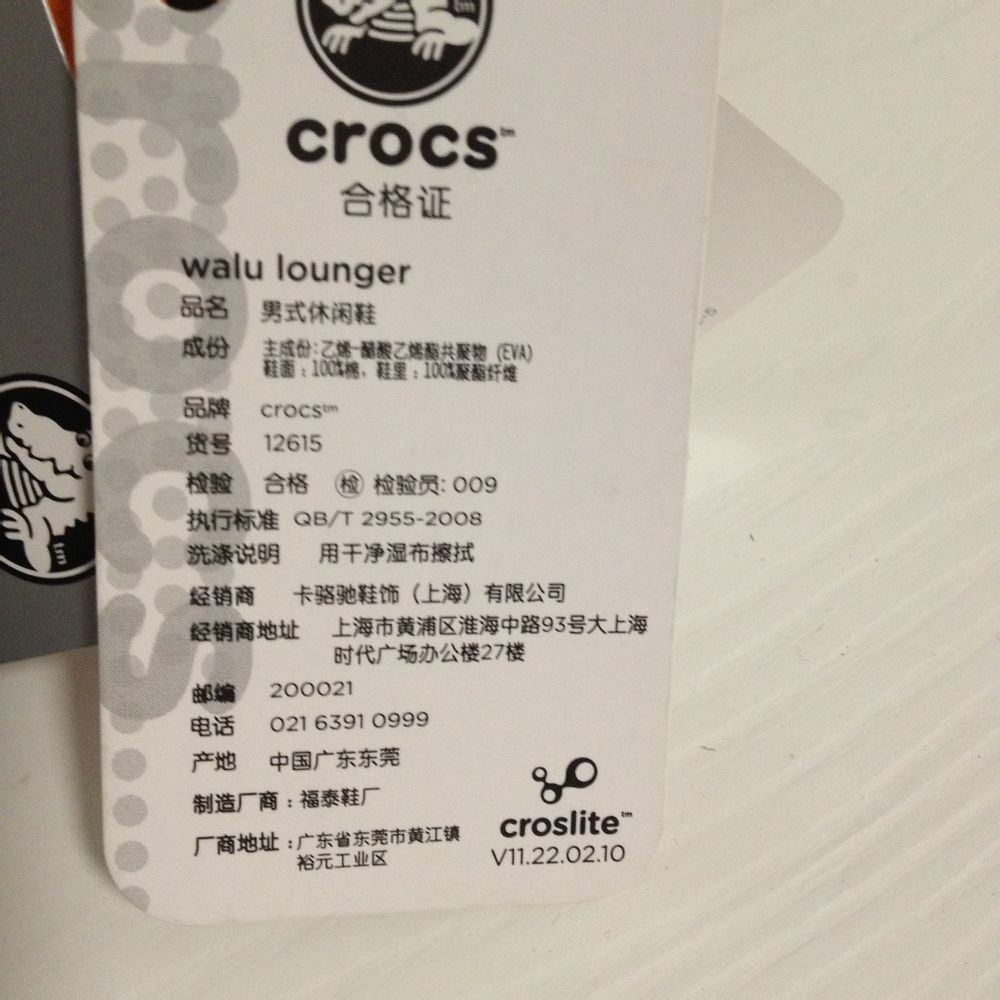 crocs™
合格证
walu lounger
品名 男式休闲鞋
成份 主成份:乙烯-醋酸乙烯酯共聚物 (EVA)
鞋面:100%棉,鞋里:100%聚酯纤维
品牌 crocs™
货号 12615
检验 合格 检 检验员: 009
执行标准 QB/T 2955-2008
洗涤说明 用干净湿布擦拭
经销商 卡骆驰鞋饰(上海)有限公司
经销商地址 上海市黄浦区淮海中路93号大上海
时代广场办公楼27楼
邮编 200021
电话 021 6391 0999
产地 中国广东东莞
制造厂商:福泰鞋厂
厂商地址:广东省东莞市黄江镇
裕元工业区
croslite™
V11.22.02.10